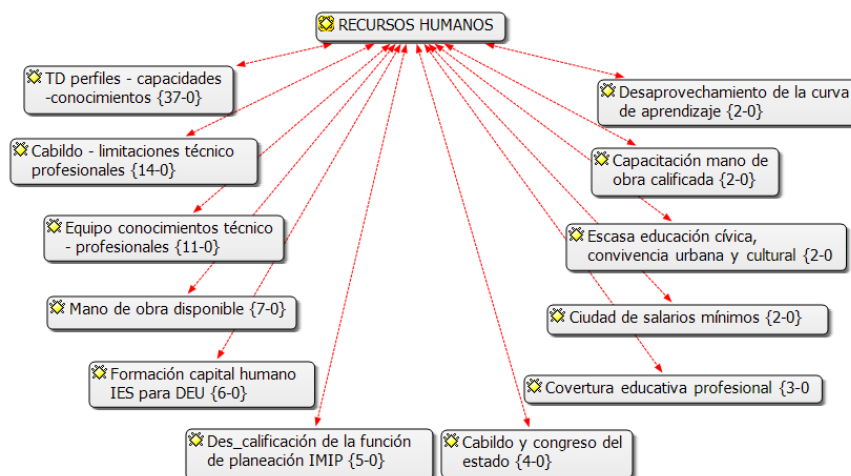 RECURSOS HUMANOS
TD perfiles - capacidades
-conocimientos {37-0}
Cabildo - limitaciones técnico
profesionales {14-0}
Equipo conocimientos técnico
- profesionales {11-0}
Mano de obra disponible {7-0}
Formación capital humano
IES para DEU {6-0}
Des_calificación de la función
de planeación IMIP {5-0}
Cabildo y congreso del
estado {4-0}
Covertura educativa profesional {3-0
Ciudad de salarios mínimos {2-0}
Escasa educación cívica,
convivencia urbana y cultural {2-0
Capacitación mano de
obra calificada {2-0}
Desaprovechamiento de la curva
de aprendizaje {2-0}